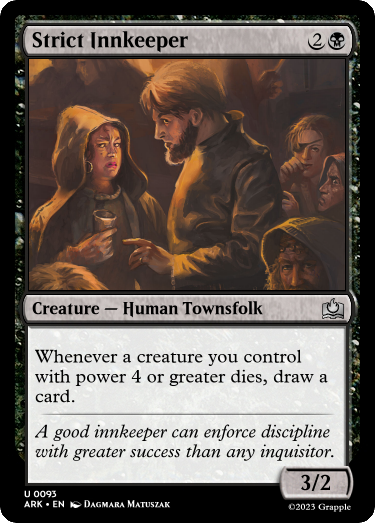 Strict Innkeeper 2
Creature — Human Townsfolk
Whenever a creature you control
with power 4 or greater dies, draw a
card.
A good innkeeper can enforce discipline
with greater success than any inquisitor.
3/2
U 0093
ARK • EN Dagmara Matuszak
©2023 Grapple